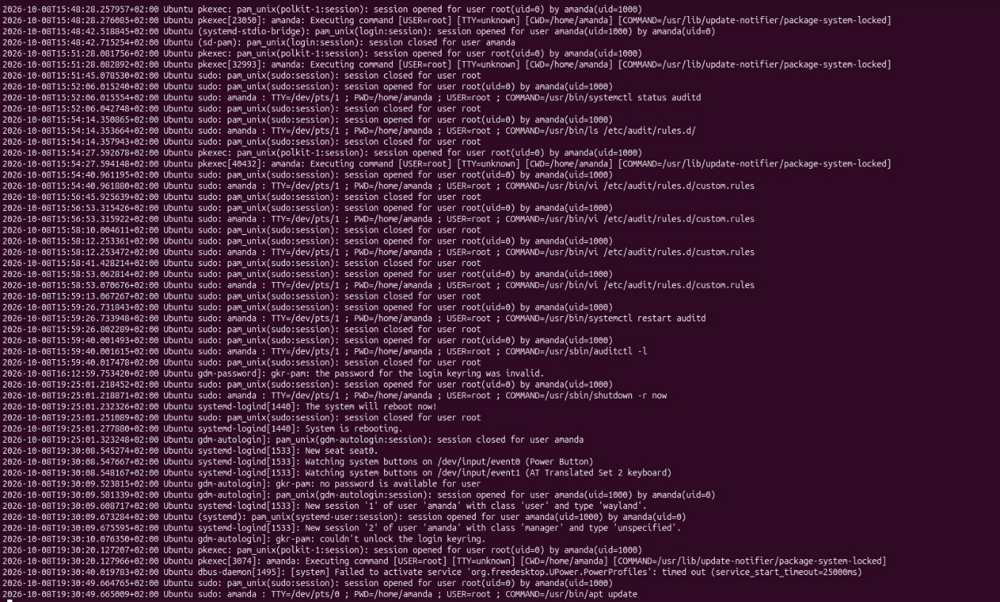 2026-10-08T15:48:28.257957+02:00 Ubuntu pkexec: pam_unix(polkit-1:session): session opened for user root(uid=0) by amanda(uid=1000)
2026-10-08T15:48:28.276085+02:00 Ubuntu pkexec[23050]: amanda: Executing command [USER=root] [TTY=unknown] [CWD=/home/amanda] [COMMAND=/usr/lib/update-notifier/package-system-locked]
2026-10-08T15:48:42.518845+02:00 Ubuntu (systemd-stdio-bridge): pam_unix(login:session): session opened for user amanda(uid=1000) by amanda(uid=0)
2026-10-08T15:48:42.715254+02:00 Ubuntu (sd-pam): pam_unix(login:session): session closed for user amanda
2026-10-08T15:51:28.081756+02:00 Ubuntu pkexec: pam_unix(polkit-1:session): session opened for user root(uid=0) by amanda(uid=1000)
2026-10-08T15:51:28.082892+02:00 Ubuntu pkexec[32993]: amanda: Executing command [USER=root] [TTY=unknown] [CWD=/home/amanda] [COMMAND=/usr/lib/update-notifier/package-system-locked]
2026-10-08T15:51:45.078530+02:00 Ubuntu sudo: pam_unix(sudo:session): session closed for user root
2026-10-08T15:52:06.015240+02:00 Ubuntu sudo: pam_unix(sudo:session): session opened for user root(uid=0) by amanda(uid=1000)
2026-10-08T15:52:06.015554+02:00 Ubuntu sudo: amanda : TTY=/dev/pts/1 ; PWD=/home/amanda ; USER=root ; COMMAND=/usr/bin/systemctl status auditd
2026-10-08T15:52:06.042748+02:00 Ubuntu sudo: pam_unix(sudo:session): session closed for user root
2026-10-08T15:54:14.350865+02:00 Ubuntu sudo: pam_unix(sudo:session): session opened for user root(uid=0) by amanda(uid=1000)
2026-10-08T15:54:14.353664+02:00 Ubuntu sudo: amanda : TTY=/dev/pts/1 ; PWD=/home/amanda ; USER=root ; COMMAND=/usr/bin/ls /etc/audit/rules.d/
2026-10-08T15:54:14.357943+02:00 Ubuntu sudo: pam_unix(sudo:session): session closed for user root
2026-10-08T15:54:27.592678+02:00 Ubuntu pkexec: pam_unix(polkit-1:session): session opened for user root(uid=0) by amanda(uid=1000)
2026-10-08T15:54:27.594148+02:00 Ubuntu pkexec[40432]: amanda: Executing command [USER=root] [TTY=unknown] [CWD=/home/amanda] [COMMAND=/usr/lib/update-notifier/package-system-locked]
2026-10-08T15:54:40.961195+02:00 Ubuntu sudo: pam_unix(sudo:session): session opened for user root(uid=0) by amanda(uid=1000)
2026-10-08T15:54:40.961880+02:00 Ubuntu sudo: amanda : TTY=/dev/pts/1 ; PWD=/home/amanda ; USER=root ; COMMAND=/usr/bin/vi /etc/audit/rules.d/custom.rules
2026-10-08T15:56:45.925639+02:00 Ubuntu sudo: pam_unix(sudo:session): session closed for user root
2026-10-08T15:56:53.315426+02:00 Ubuntu sudo: pam_unix(sudo:session): session opened for user root(uid=0) by amanda(uid=1000)
2026-10-08T15:56:53.315922+02:00 Ubuntu sudo: amanda : TTY=/dev/pts/1 ; PWD=/home/amanda ; USER=root ; COMMAND=/usr/bin/vi /etc/audit/rules.d/custom.rules
2026-10-08T15:58:10.004611+02:00 Ubuntu sudo: pam_unix(sudo:session): session closed for user root
2026-10-08T15:58:12.253361+02:00 Ubuntu sudo: pam_unix(sudo:session): session opened for user root(uid=0) by amanda(uid=1000)
2026-10-08T15:58:12.253472+02:00 Ubuntu sudo: amanda : TTY=/dev/pts/1 ; PWD=/home/amanda ; USER=root ; COMMAND=/usr/bin/vi /etc/audit/rules.d/custom.rules
2026-10-08T15:58:41.428214+02:00 Ubuntu sudo: pam_unix(sudo:session): session closed for user root
2026-10-08T15:58:53.062814+02:00 Ubuntu sudo: pam_unix(sudo:session): session opened for user root(uid=0) by amanda(uid=1000)
2026-10-08T15:58:53.070676+02:00 Ubuntu sudo: amanda : TTY=/dev/pts/1 ; PWD=/home/amanda ; USER=root ; COMMAND=/usr/bin/vi /etc/audit/rules.d/custom.rules
2026-10-08T15:59:13.067267+02:00 Ubuntu sudo: pam_unix(sudo:session): session closed for user root
2026-10-08T15:59:26.731843+02:00 Ubuntu sudo: pam_unix(sudo:session): session opened for user root(uid=0) by amanda(uid=1000)
2026-10-08T15:59:26.733948+02:00 Ubuntu sudo: amanda : TTY=/dev/pts/1 ; PWD=/home/amanda ; USER=root ; COMMAND=/usr/bin/systemctl restart auditd
2026-10-08T15:59:26.802289+02:00 Ubuntu sudo: pam_unix(sudo:session): session closed for user root
2026-10-08T15:59:40.001493+02:00 Ubuntu sudo: pam_unix(sudo:session): session opened for user root(uid=0) by amanda(uid=1000)
2026-10-08T15:59:40.001615+02:00 Ubuntu sudo: amanda : TTY=/dev/pts/1 ; PWD=/home/amanda ; USER=root ; COMMAND=/usr/sbin/auditctl -l
2026-10-08T15:59:40.017478+02:00 Ubuntu sudo: pam_unix(sudo:session): session closed for user root
2026-10-08T16:12:59.753420+02:00 Ubuntu gdm-password]: gkr-pam: the password for the login keyring was invalid.
2026-10-08T19:25:01.218452+02:00 Ubuntu sudo: pam_unix(sudo:session): session opened for user root(uid=0) by amanda(uid=1000)
2026-10-08T19:25:01.218871+02:00 Ubuntu sudo: amanda : TTY=/dev/pts/1 ; PWD=/home/amanda ; USER=root ; COMMAND=/usr/sbin/shutdown -r now
2026-10-08T19:25:01.232326+02:00 Ubuntu systemd-logind[1440]: The system will reboot now!
2026-10-08T19:25:01.251089+02:00 Ubuntu sudo: pam_unix(sudo:session): session closed for user root
2026-10-08T19:25:01.277880+02:00 Ubuntu systemd-logind[1440]: System is rebooting.
2026-10-08T19:25:01.323248+02:00 Ubuntu gdm-autologin]: pam_unix(gdm-autologin:session): session closed for user amanda
2026-10-08T19:30:08.545274+02:00 Ubuntu systemd-logind[1533]: New seat seat0.
2026-10-08T19:30:08.547667+02:00 Ubuntu systemd-logind[1533]: Watching system buttons on /dev/input/event0 (Power Button)
2026-10-08T19:30:08.548167+02:00 Ubuntu systemd-logind[1533]: Watching system buttons on /dev/input/event1 (AT Translated Set 2 keyboard)
2026-10-08T19:30:09.523815+02:00 Ubuntu gdm-autologin]: gkr-pam: no password is available for user
2026-10-08T19:30:09.581339+02:00 Ubuntu gdm-autologin]: pam_unix(gdm-autologin:session): session opened for user amanda(uid=1000) by amanda(uid=0)
2026-10-08T19:30:09.608717+02:00 Ubuntu systemd-logind[1533]: New session '1' of user 'amanda' with class 'user' and type 'wayland'.
2026-10-08T19:30:09.673284+02:00 Ubuntu (systemd): pam_unix(systemd-user:session): session opened for user amanda(uid=1000) by amanda(uid=0)
2026-10-08T19:30:09.675595+02:00 Ubuntu systemd-logind[1533]: New session '2' of user 'amanda' with class 'manager' and type 'unspecified'.
2026-10-08T19:30:10.076350+02:00 Ubuntu gdm-autologin]: gkr-pam: couldn't unlock the login keyring.
2026-10-08T19:30:20.127207+02:00 Ubuntu pkexec: pam_unix(polkit-1:session): session opened for user root(uid=0) by amanda(uid=1000)
2026-10-08T19:30:20.127966+02:00 Ubuntu pkexec[3074]: amanda: Executing command [USER=root] [TTY=unknown] [CWD=/home/amanda] [COMMAND=/usr/lib/update-notifier/package-system-locked]
2026-10-08T19:30:40.019783+02:00 Ubuntu dbus-daemon[1495]: [system] Failed to activate service 'org.freedesktop.UPower.PowerProfiles': timed out (service_start_timeout=25000ms)
2026-10-08T19:30:49.664765+02:00 Ubuntu sudo: pam_unix(sudo:session): session opened for user root(uid=0) by amanda(uid=1000)
2026-10-08T19:30:49.665009+02:00 Ubuntu sudo: amanda : TTY=/dev/pts/0 ; PWD=/home/amanda ; USER=root ; COMMAND=/usr/bin/apt update